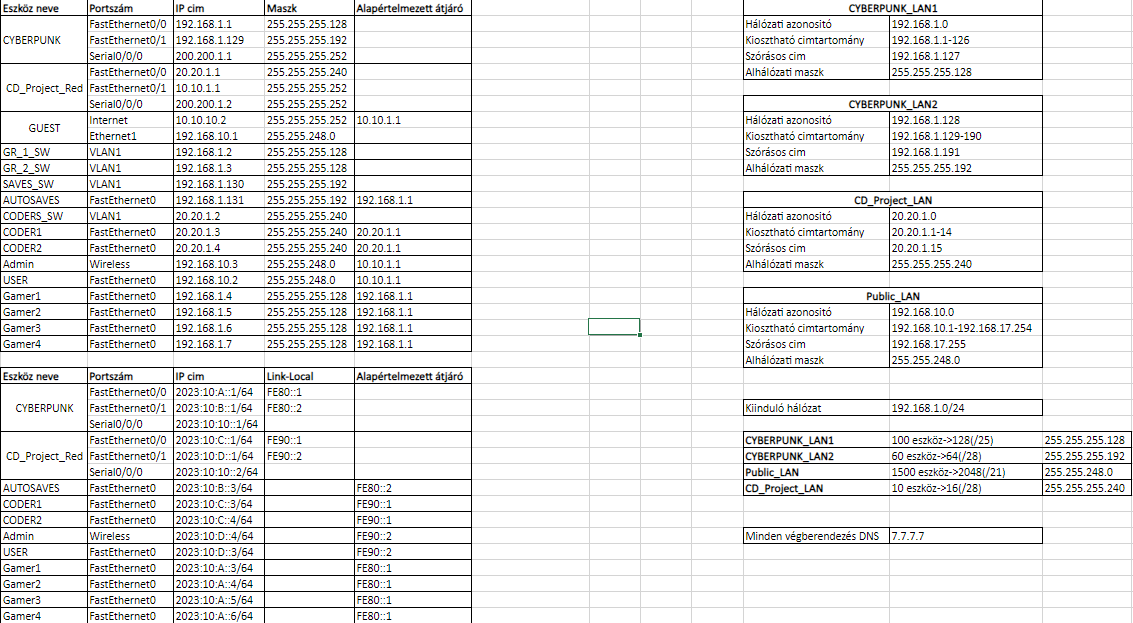 Eszköz neve Portszám IP cim Maszk Alapértelmezett átjáró
CYBERPUNK
FastEthernet0/0 192.168.1.1 255.255.255.128
FastEthernet0/1 192.168.1.129 255.255.255.192
Serial0/0/0 200.200.1.1 255.255.255.252
CD_Project_Red
FastEthernet0/0 20.20.1.1 255.255.255.240
FastEthernet0/1 10.10.1.1 255.255.255.252
Serial0/0/0 200.200.1.2 255.255.255.252
GUEST
Internet 10.10.10.2 255.255.255.252 10.10.1.1
Ethernet1 192.168.10.1 255.255.248.0
GR_1_SW VLAN1 192.168.1.2 255.255.255.128
GR_2_SW VLAN1 192.168.1.3 255.255.255.128
SAVES_SW VLAN1 192.168.1.130 255.255.255.192
AUTOSAVES FastEthernet0 192.168.1.131 255.255.255.192 192.168.1.1
CODERS_SW VLAN1 20.20.1.2 255.255.255.240
CODER1 FastEthernet0 20.20.1.3 255.255.255.240 20.20.1.1
CODER2 FastEthernet0 20.20.1.4 255.255.255.240 20.20.1.1
Admin Wireless 192.168.10.3 255.255.248.0 10.10.1.1
USER FastEthernet0 192.168.10.2 255.255.248.0 10.10.1.1
Gamer1 FastEthernet0 192.168.1.4 255.255.255.128 192.168.1.1
Gamer2 FastEthernet0 192.168.1.5 255.255.255.128 192.168.1.1
Gamer3 FastEthernet0 192.168.1.6 255.255.255.128 192.168.1.1
Gamer4 FastEthernet0 192.168.1.7 255.255.255.128 192.168.1.1
Eszköz neve Portszám IP cim Link-Local Alapértelmezett átjáró
CYBERPUNK
FastEthernet0/0 2023:10:A::1/64 FE80::1
FastEthernet0/1 2023:10:B::1/64 FE80::2
Serial0/0/0 2023:10:10::1/64
CD_Project_Red
FastEthernet0/0 2023:10:C::1/64 FE90::1
FastEthernet0/1 2023:10:D::1/64 FE90::2
Serial0/0/0 2023:10:10::2/64
AUTOSAVES FastEthernet0 2023:10:B::3/64 FE80::2
CODER1 FastEthernet0 2023:10:C::3/64 FE90::1
CODER2 FastEthernet0 2023:10:C::4/64 FE90::1
Admin Wireless 2023:10:D::4/64 FE90::2
USER FastEthernet0 2023:10:D::3/64 FE90::2
Gamer1 FastEthernet0 2023:10:A::3/64 FE80::1
Gamer2 FastEthernet0 2023:10:A::4/64 FE80::1
Gamer3 FastEthernet0 2023:10:A::5/64 FE80::1
Gamer4 FastEthernet0 2023:10:A::6/64 FE80::1
CYBERPUNK_LAN1
Hálózati azonositó 192.168.1.0
Kiosztható cimtartomány 192.168.1.1-126
Szórásos cim 192.168.1.127
Alhálózati maszk 255.255.255.128
CYBERPUNK_LAN2
Hálózati azonositó 192.168.1.128
Kiosztható cimtartomány 192.168.1.129-190
Szórásos cim 192.168.1.191
Alhálózati maszk 255.255.255.192
CD_Project_LAN
Hálózati azonositó 20.20.1.0
Kiosztható cimtartomány 20.20.1.1-14
Szórásos cim 20.20.1.15
Alhálózati maszk 255.255.255.240
Public_LAN
Hálózati azonositó 192.168.10.0
Kiosztható cimtartomány 192.168.10.1-192.168.17.254
Szórásos cim 192.168.17.255
Alhálózati maszk 255.255.248.0
Kiinduló hálózat 192.168.1.0/24
CYBERPUNK_LAN1 100 eszköz->128(/25) 255.255.255.128
CYBERPUNK_LAN2 60 eszköz->64(/28) 255.255.255.192
Public_LAN 1500 eszköz->2048(/21) 255.255.248.0
CD_Project_LAN 10 eszköz->16(/28) 255.255.255.240
Minden végberendezés DNS 7.7.7.7